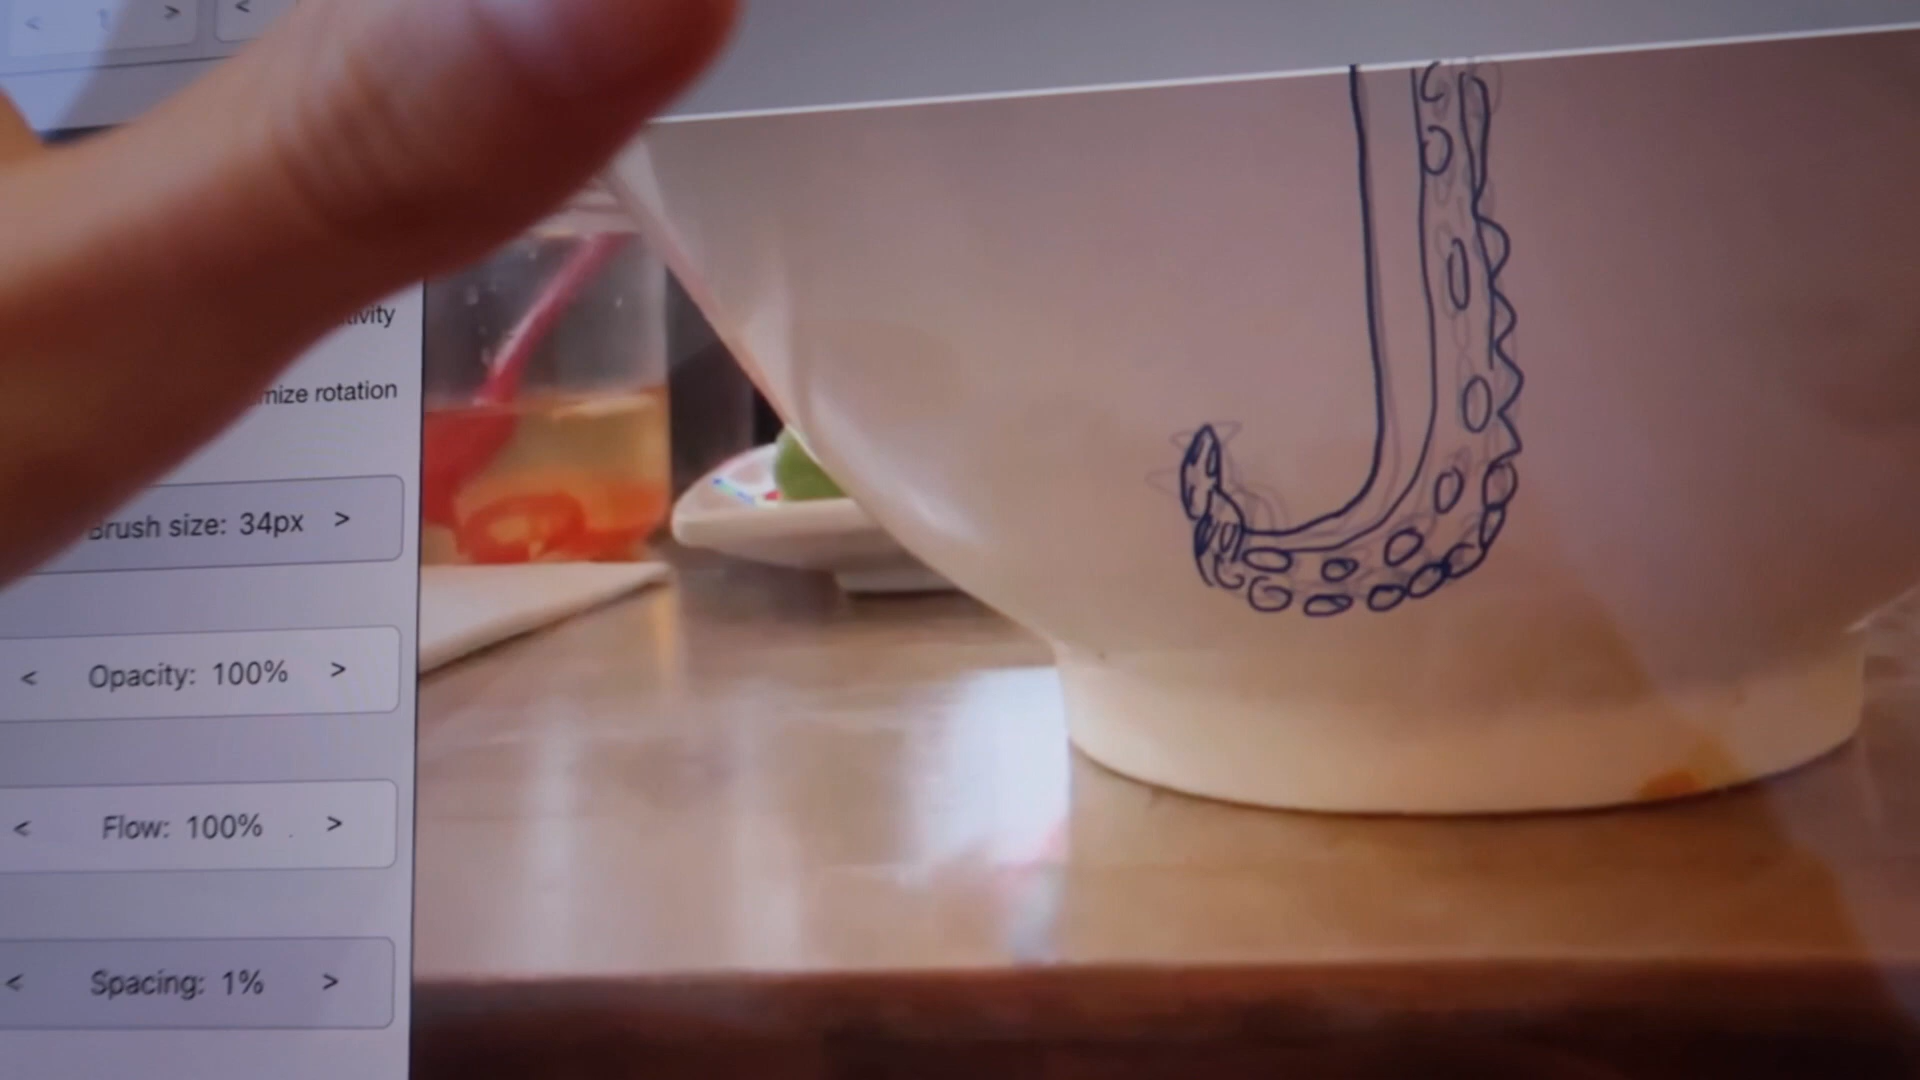 < >
<
mize rotation
Brush size: 34px >
< Opacity: 100% >
< Flow: 100% >
< Spacing: 1% >